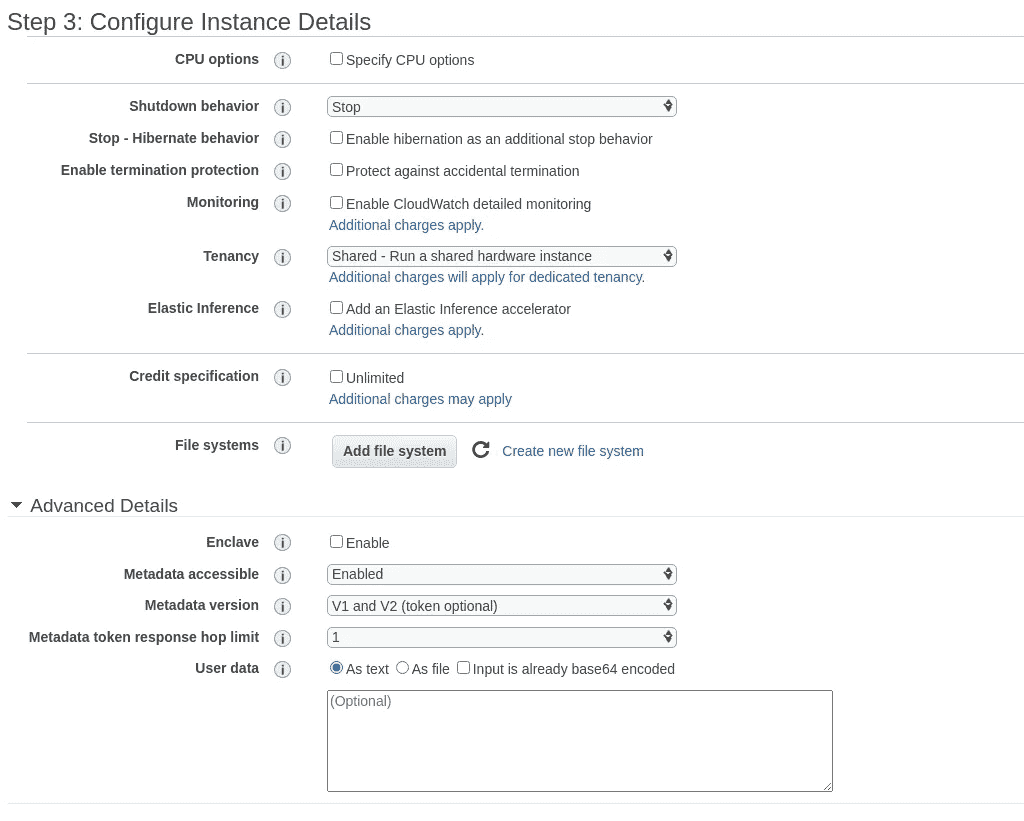 Step 3: Configure Instance Details
CPU options i Specify CPU options
Shutdown behavior i Stop
Stop - Hibernate behavior i Enable hibernation as an additional stop behavior
Enable termination protection i Protect against accidental termination
Monitoring i Enable CloudWatch detailed monitoring
Additional charges apply.
Tenancy i Shared - Run a shared hardware instance
Additional charges will apply for dedicated tenancy.
Elastic Inference i Add an Elastic Inference accelerator
Additional charges apply.
Credit specification i Unlimited
Additional charges may apply
File systems i Add file system Create new file system
Advanced Details
Enclave i Enable
Metadata accessible i Enabled
Metadata version i V1 and V2 (token optional)
Metadata token response hop limit i 1
User data i As text As file Input is already base64 encoded
(Optional)